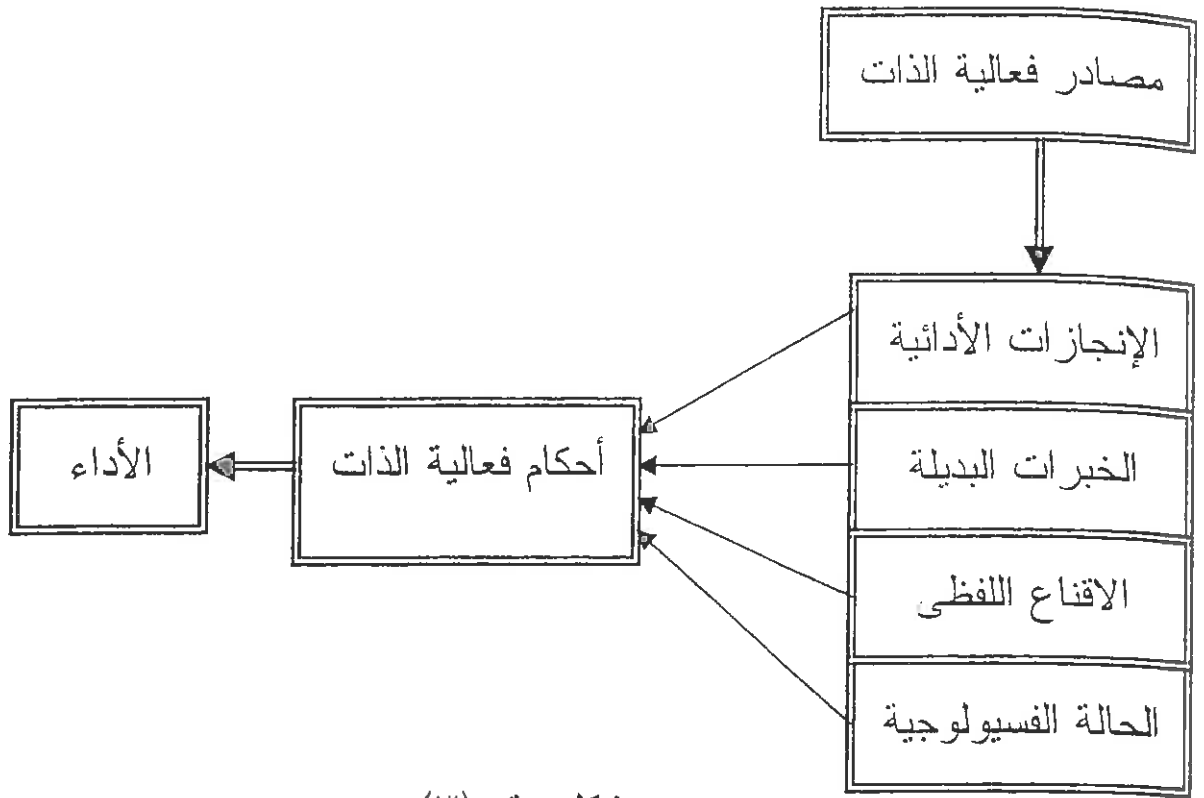 مصادر فعالية الذات
الإنجازات الأدائية
الخبرات البديلة
الاقناع اللفظى
الحالة الفسيولوجية
أحكام فعالية الذات
الأداء